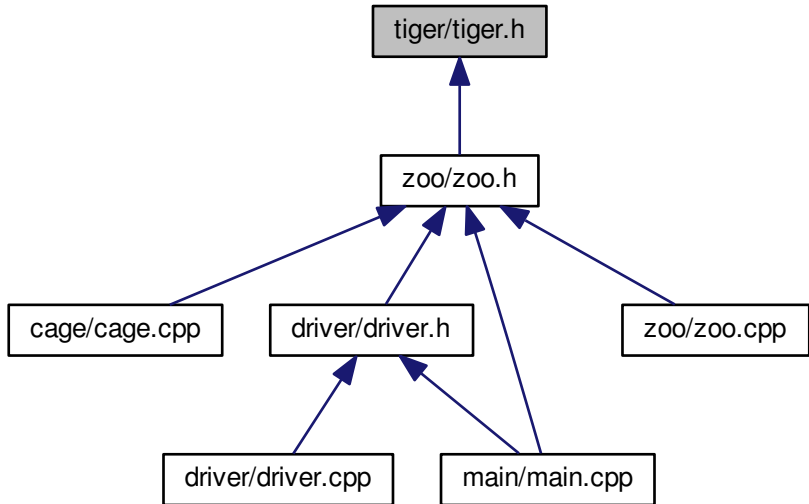 tiger/tiger.h
zoo/zoo.h
cage/cage.cpp
driver/driver.h
zoo/zoo.cpp
driver/driver.cpp
main/main.cpp